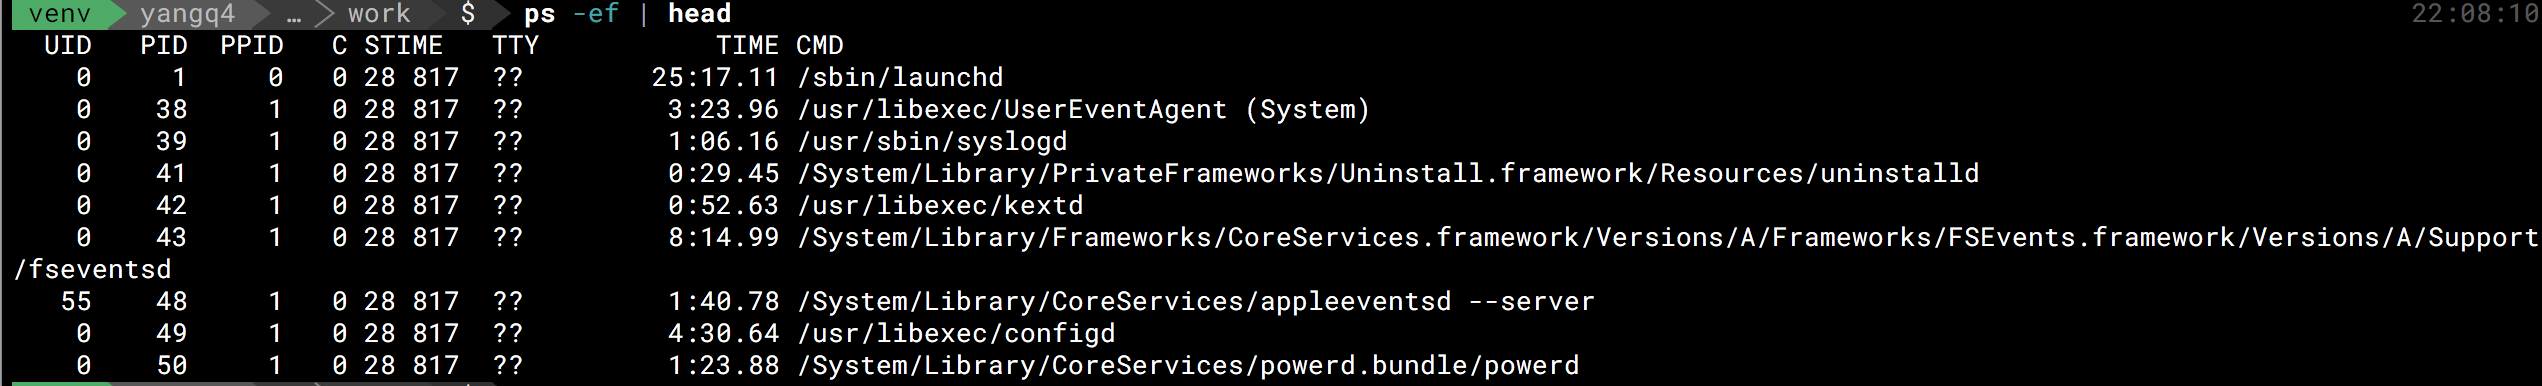 venv yangq4 … work $ ps -ef | head 22:08:10
UID PID PPID C STIME TTY TIME CMD
0 1 0 0 28 817 ?? 25:17.11 /sbin/launchd
0 38 1 0 28 817 ?? 3:23.96 /usr/libexec/UserEventAgent (System)
0 39 1 0 28 817 ?? 1:06.16 /usr/sbin/syslogd
0 41 1 0 28 817 ?? 0:29.45 /System/Library/PrivateFrameworks/Uninstall.framework/Resources/uninstalld
0 42 1 0 28 817 ?? 0:52.63 /usr/libexec/kextd
0 43 1 0 28 817 ?? 8:14.99 /System/Library/Frameworks/CoreServices.framework/Versions/A/Frameworks/FSEvents.framework/Versions/A/Support
/fseventsd
55 48 1 0 28 817 ?? 1:40.78 /System/Library/CoreServices/appleeventsd --server
0 49 1 0 28 817 ?? 4:30.64 /usr/libexec/configd
0 50 1 0 28 817 ?? 1:23.88 /System/Library/CoreServices/powerd.bundle/powerd